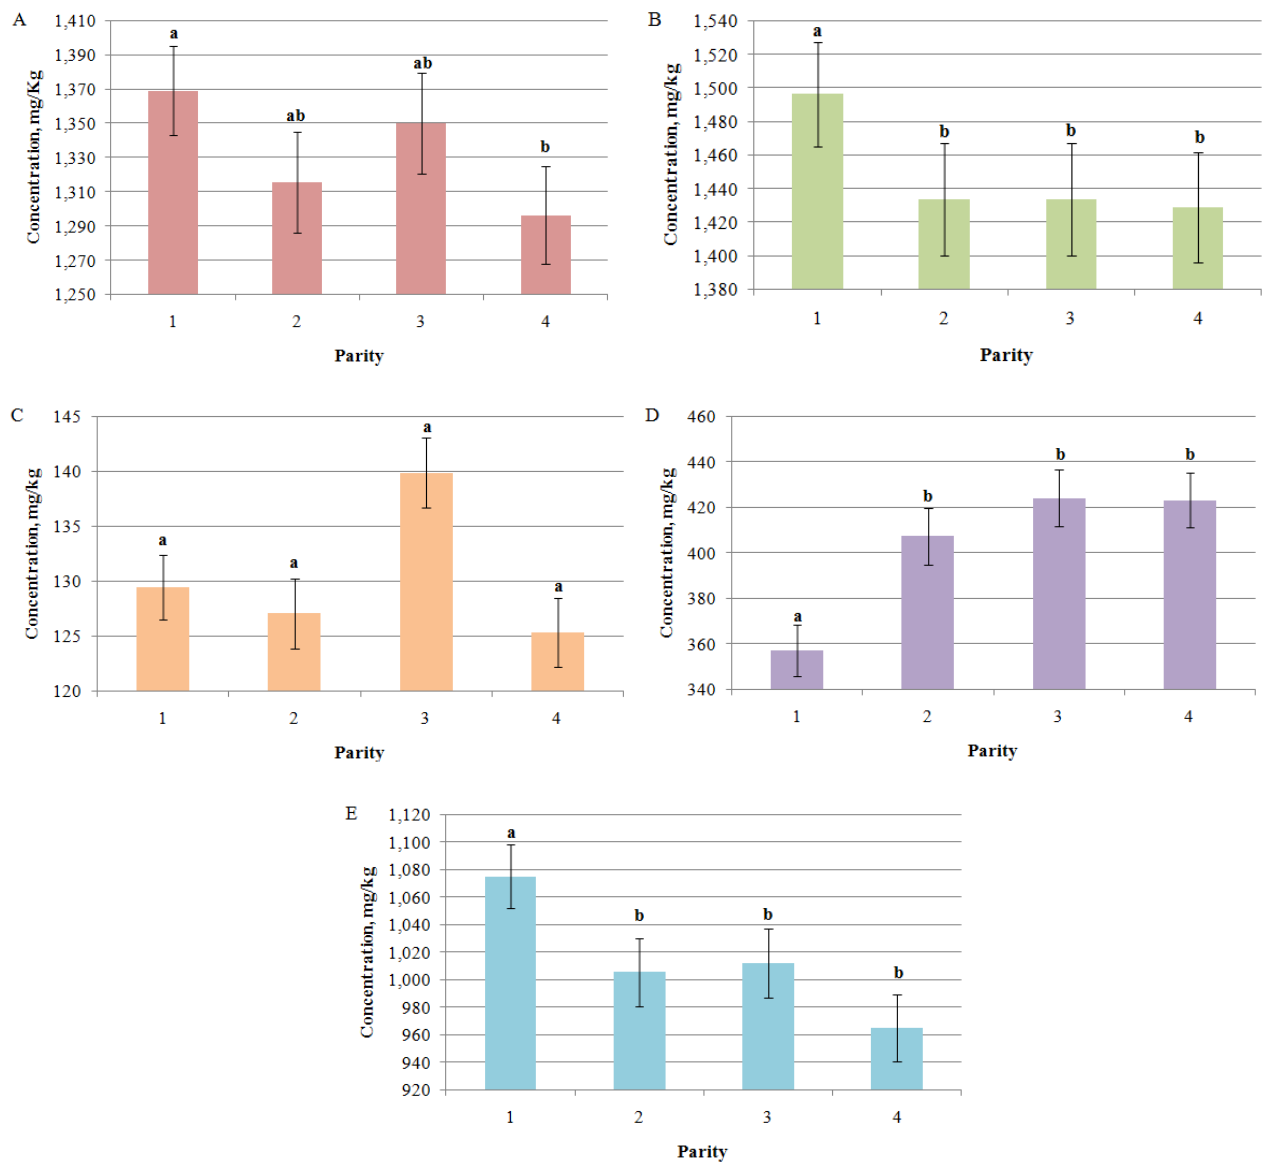 A
Concentration, mg/Kg
1,410
1,390
1,370
1,350
1,330
1,310
1,290
1,270
1,250
a
ab
ab
b
1 2 3 4
Parity
B
Concentration, mg/kg
1,540
1,520
1,500
1,480
1,460
1,440
1,420
1,400
1,380
a
b
b
b
1 2 3 4
Parity
C
Concentration, mg/kg
145
140
135
130
125
120
a
a
a
a
1 2 3 4
Parity
D
Concentration, mg/kg
460
440
420
400
380
360
340
a
b
b
b
1 2 3 4
Parity
E
Concentration, mg/kg
1,120
1,100
1,080
1,060
1,040
1,020
1,000
980
960
940
920
a
b
b
b
1 2 3 4
Parity